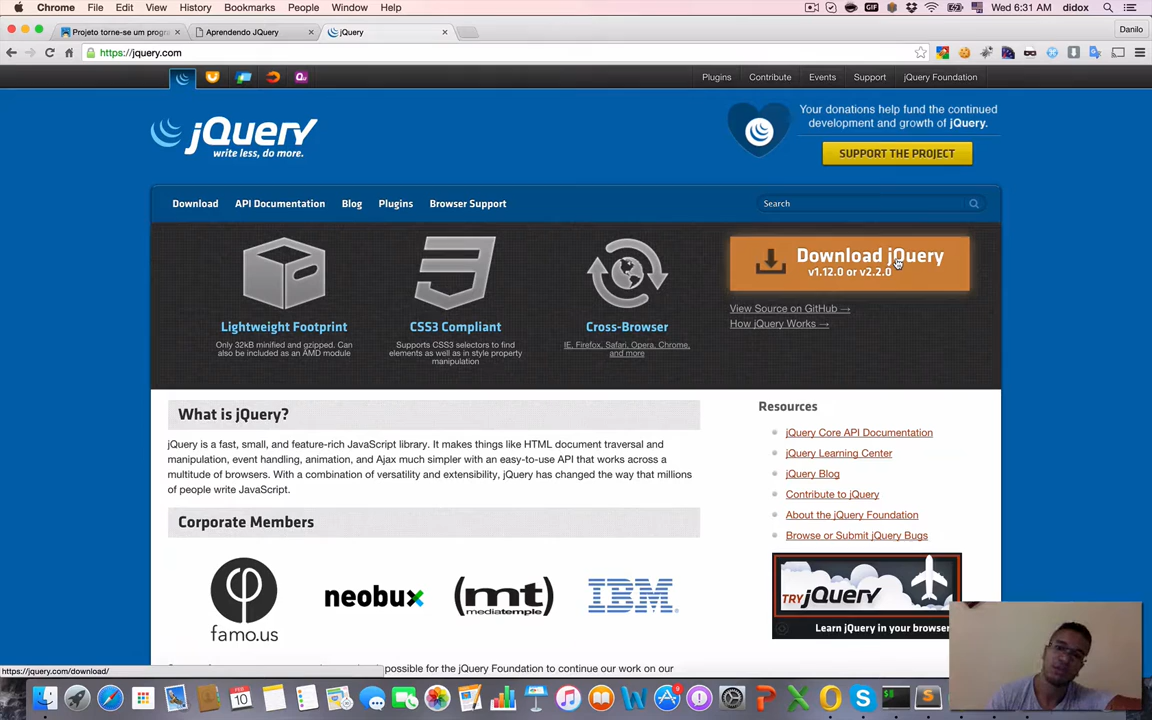 Chrome File Edit View History Bookmarks People Window Help
GIF Wed 6:31 AM didox
Projeto torne-se um progr
Aprendendo JQuery
jQuery
Danilo
https://jquery.com
Plugins Contribute Events Support jQuery Foundation
jQuery
write less, do more.
Your donations help fund the continued
development and growth of jQuery.
SUPPORT THE PROJECT
Download API Documentation Blog Plugins Browser Support
Search
Download jQuery
v1.12.0 or v2.2.0
View Source on GitHub →
How jQuery Works →
Lightweight Footprint
Only 32kB minified and gzipped. Can
also be included as an AMD module
CSS3 Compliant
Supports CSS3 selectors to find
elements as well as in style property
manipulation
Cross-Browser
IE, Firefox, Safari, Opera, Chrome,
and more
What is jQuery?
jQuery is a fast, small, and feature-rich JavaScript library. It makes things like HTML document traversal and
manipulation, event handling, animation, and Ajax much simpler with an easy-to-use API that works across a
multitude of browsers. With a combination of versatility and extensibility, jQuery has changed the way that millions
of people write JavaScript.
Resources
jQuery Core API Documentation
jQuery Learning Center
jQuery Blog
Contribute to jQuery
About the jQuery Foundation
Browse or Submit jQuery Bugs
Corporate Members
famo.us
neobux
(mt)
mediatemple
IBM
TRY jQuery
Learn jQuery in your browser
possible for the jQuery Foundation to continue our work on our
https://jquery.com/download/